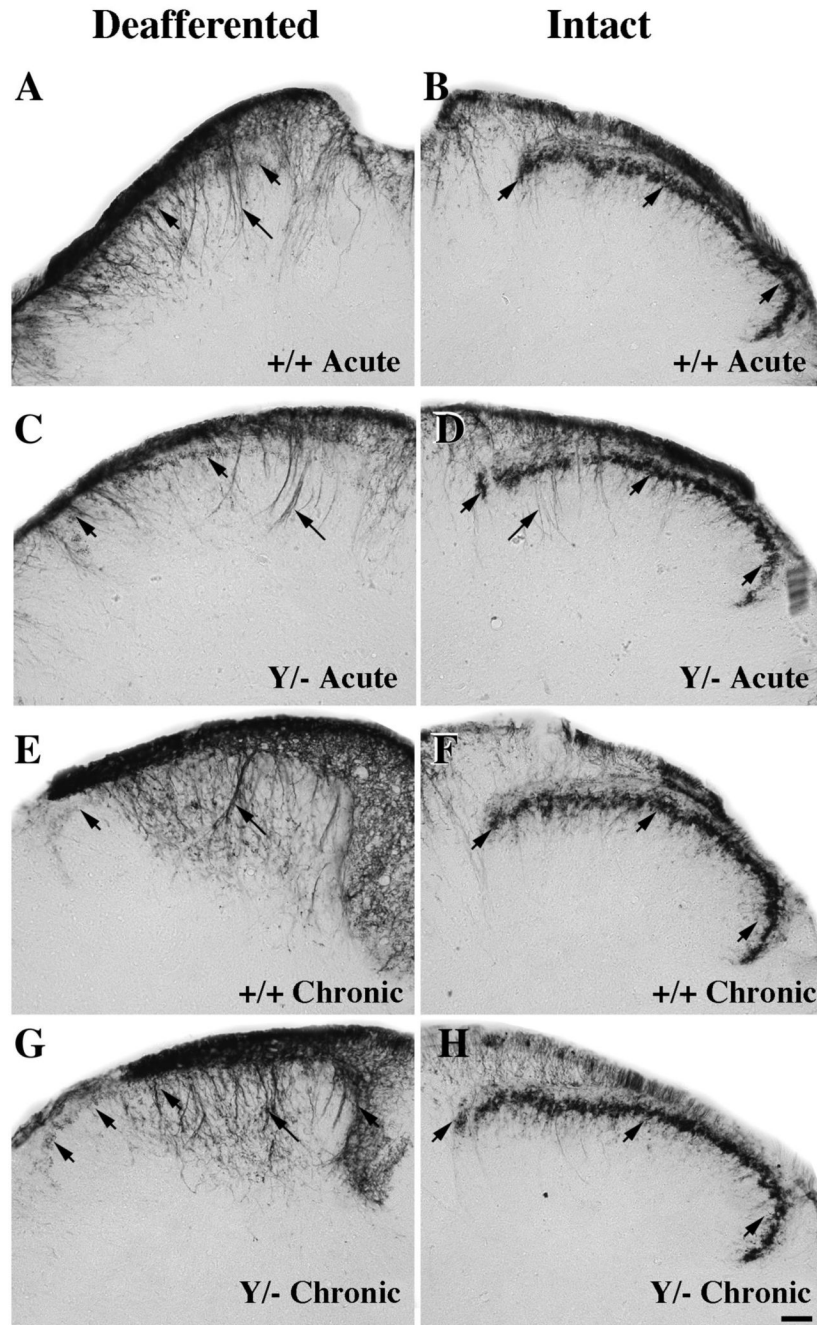 Deafferented Intact
A B
+/+ Acute +/+ Acute
C D
Y/- Acute Y/- Acute
E F
+/+ Chronic +/+ Chronic
G H
Y/- Chronic Y/- Chronic